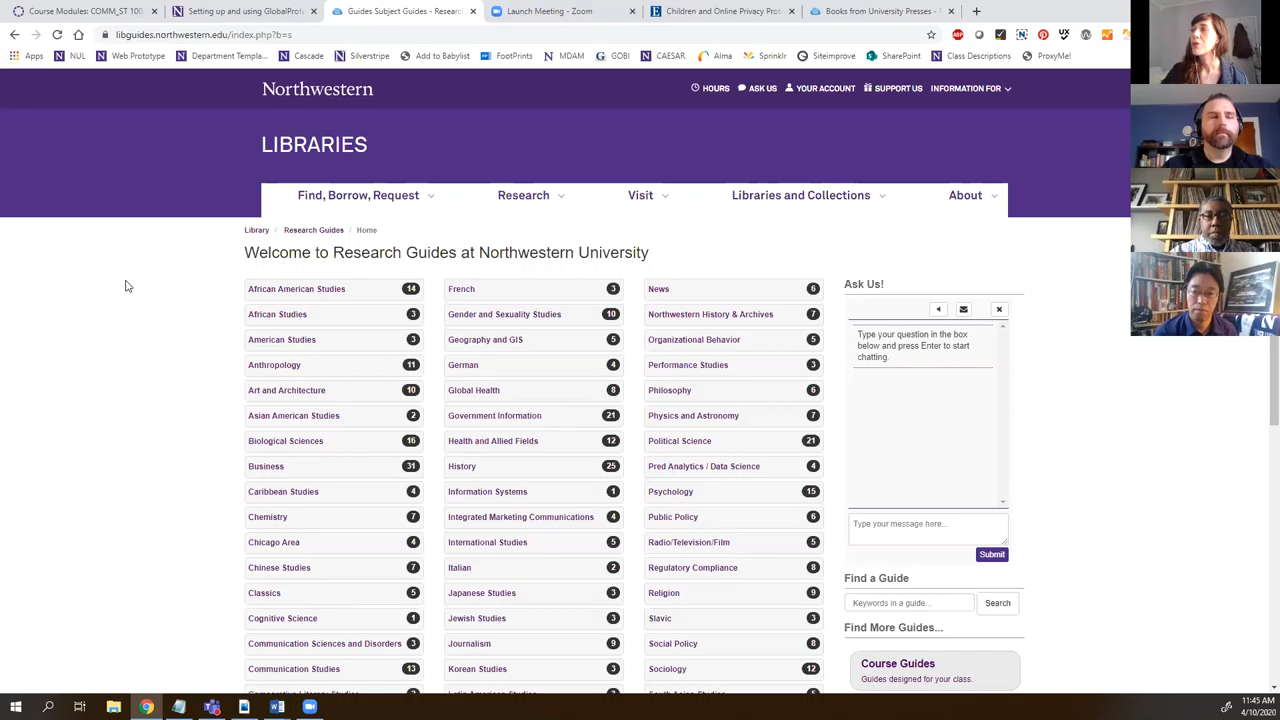 Course Modules: COMM_ST 100
Setting up and using GlobalProt
Guides Subject Guides - Resear
Launch Meeting - Zoom
Children and Online Privacy Prot
Books from University Presses -
libguides.northwestern.edu/index.php?b=s
Apps
NUL
Web Prototype
Department Templa...
Cascade
Silverstripe
Add to Babylist
FootPrints
MDAM
GOBI
CAESAR
Alma
Sprinklr
Siteimprove
SharePoint
Class Descriptions
ProxyMe!
Northwestern
HOURS
ASK US
YOUR ACCOUNT
SUPPORT US
INFORMATION FOR
LIBRARIES
Find, Borrow, Request
Research
Visit
Libraries and Collections
About
Library / Research Guides / Home
Welcome to Research Guides at Northwestern University
African American Studies 14
African Studies 3
American Studies 3
Anthropology 11
Art and Architecture 10
Asian American Studies 2
Biological Sciences 16
Business 31
Caribbean Studies 4
Chemistry 7
Chicago Area 4
Chinese Studies 7
Classics 5
Cognitive Science 1
Communication Sciences and Disorders 3
Communication Studies 13
French 3
Gender and Sexuality Studies 10
Geography and GIS 5
German 4
Global Health 8
Government Information 21
Health and Allied Fields 12
History 25
Information Systems 1
Integrated Marketing Communications 4
International Studies 5
Italian 2
Japanese Studies 3
Jewish Studies 3
Journalism 9
Korean Studies 3
News 6
Northwestern History & Archives 7
Organizational Behavior 5
Performance Studies 3
Philosophy 6
Physics and Astronomy 7
Political Science 21
Pred Analytics / Data Science 4
Psychology 15
Public Policy 6
Radio/Television/Film 5
Regulatory Compliance 8
Religion 9
Slavic 3
Social Policy 8
Sociology 12
Ask Us!
Type your question in the box
below and press Enter to start
chatting.
Type your message here...
Submit
Find a Guide
Keywords in a guide...
Search
Find More Guides...
Course Guides
Guides designed for your class.
11:45 AM
4/10/2020